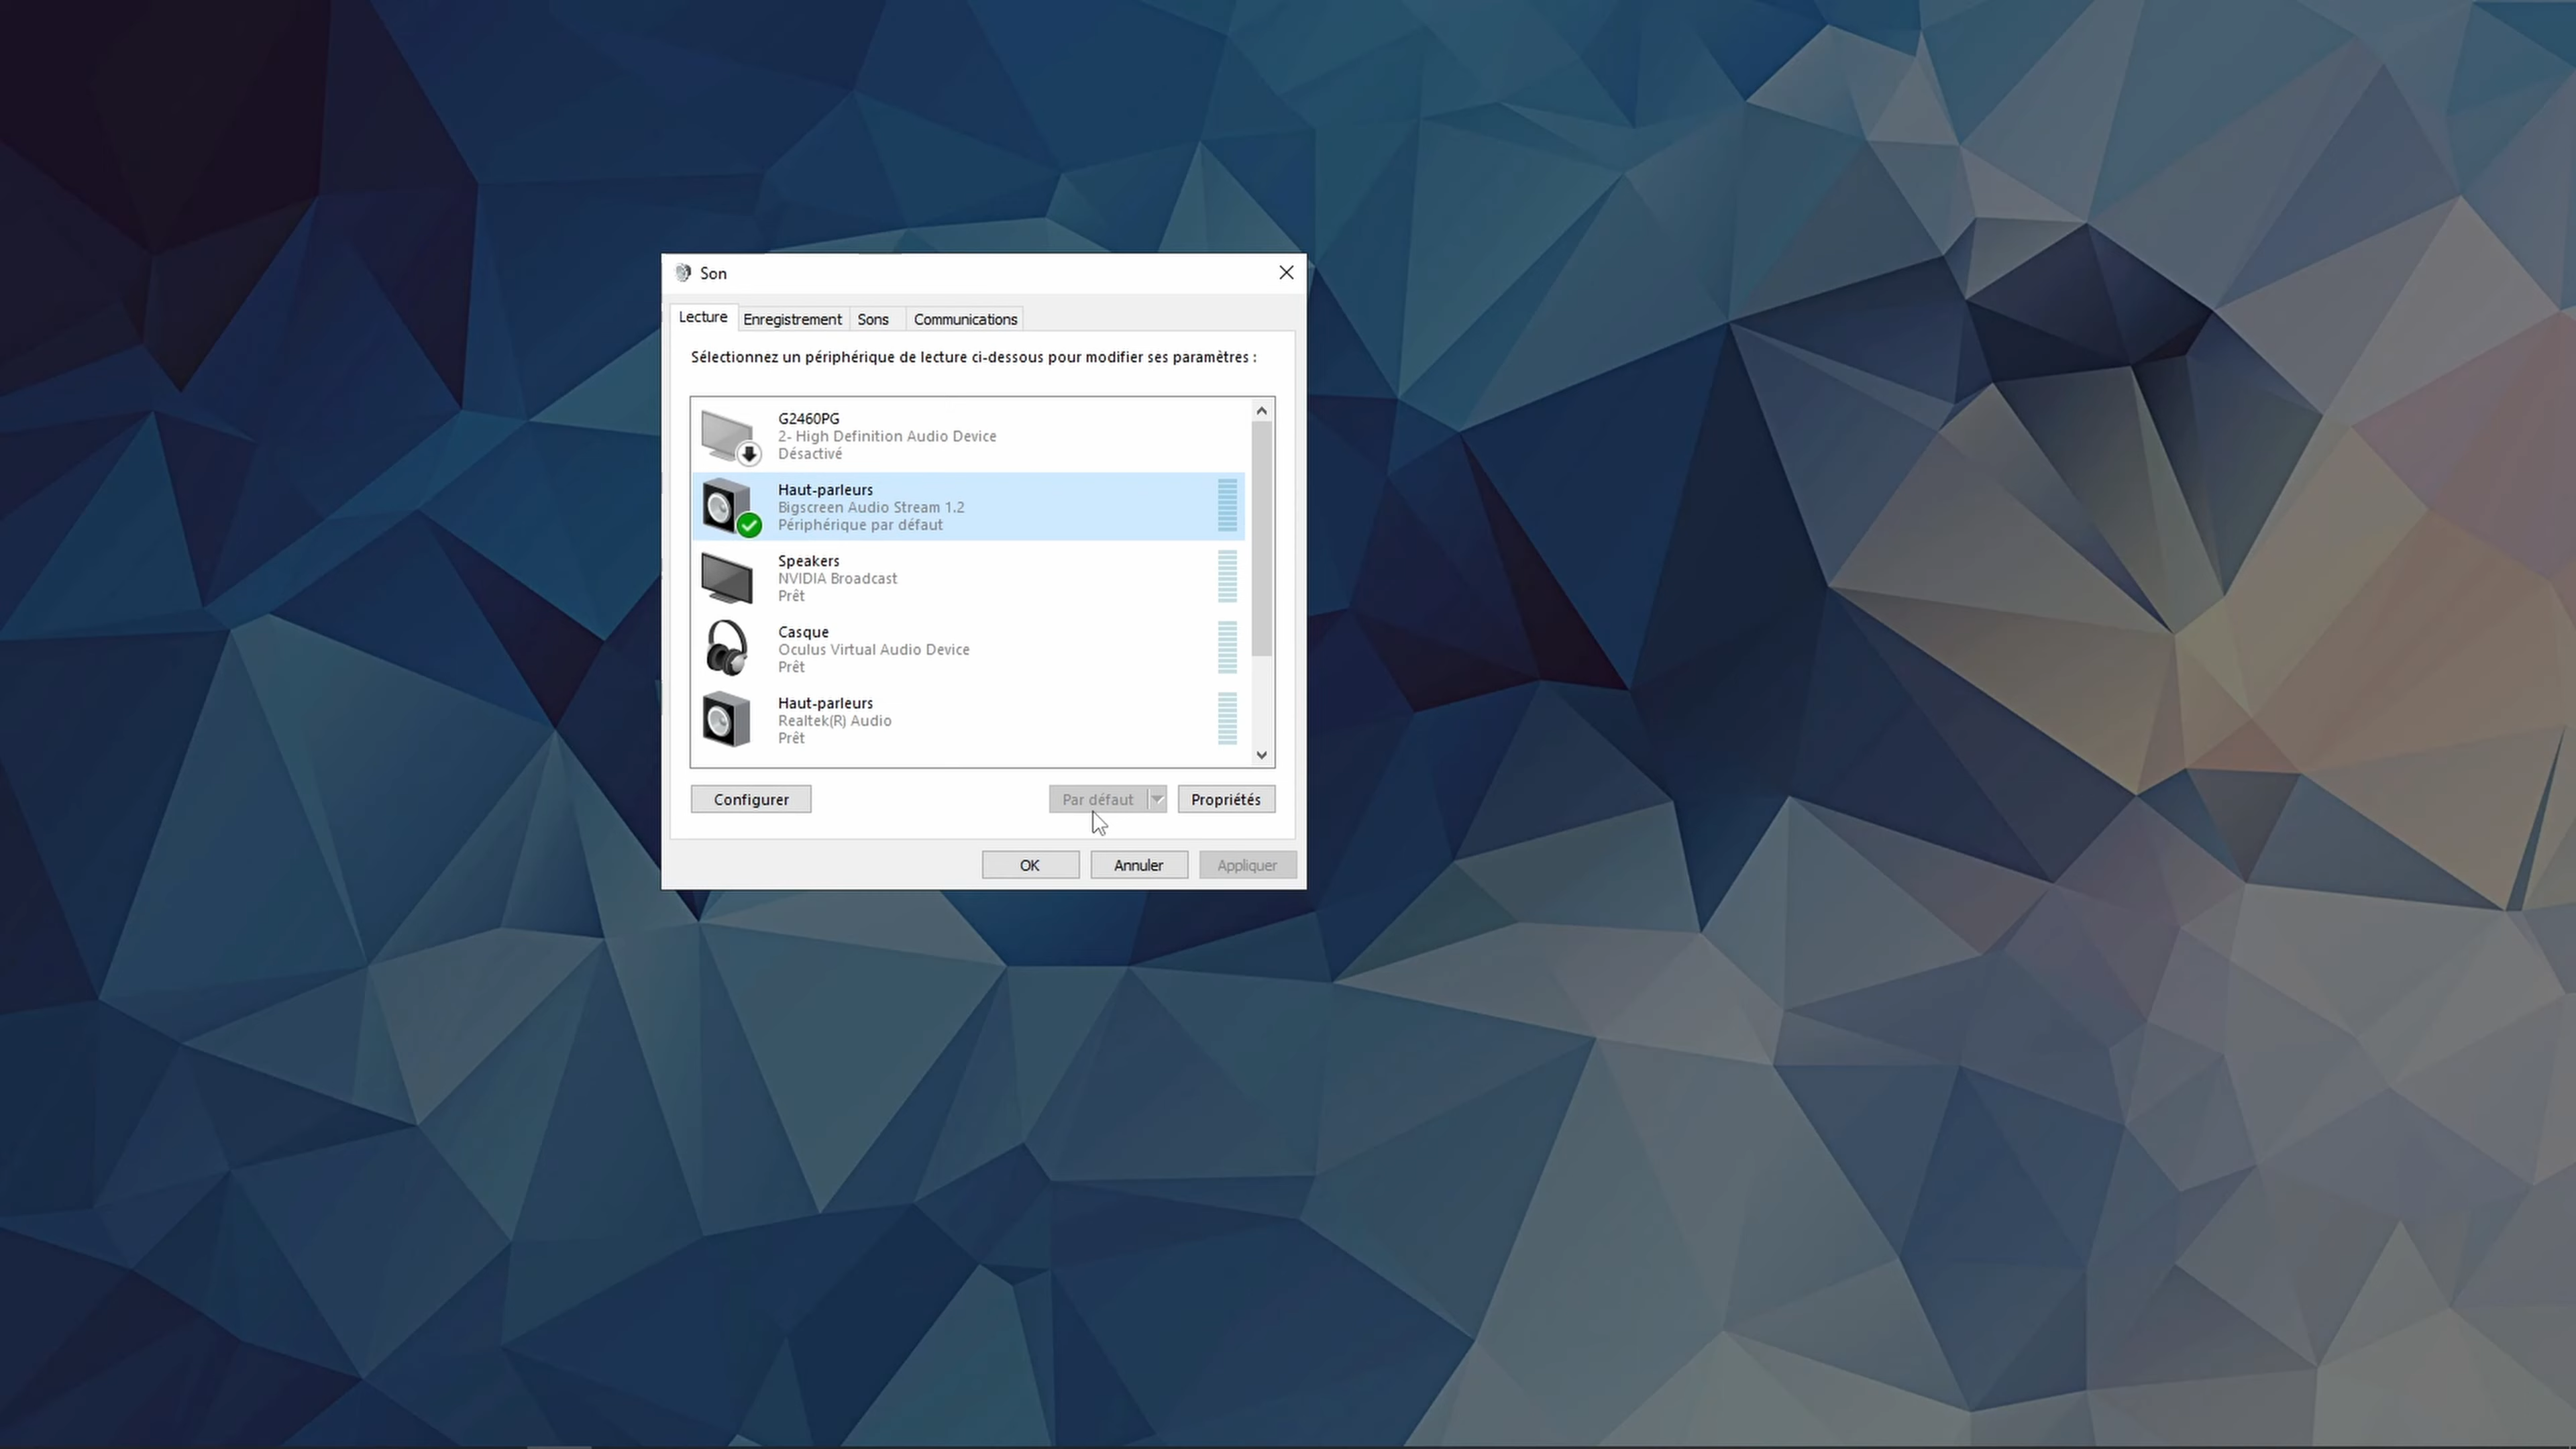 Son
Lecture
Enregistrement
Sons
Communications
Sélectionnez un périphérique de lecture ci-dessous pour modifier ses paramètres :
G2460PG
2- High Definition Audio Device
Désactivé
Haut-parleurs
Bigscreen Audio Stream 1.2
Périphérique par défaut
Speakers
NVIDIA Broadcast
Prêt
Casque
Oculus Virtual Audio Device
Prêt
Haut-parleurs
Realtek(R) Audio
Prêt
Configurer
Par défaut
Propriétés
OK
Annuler
Appliquer